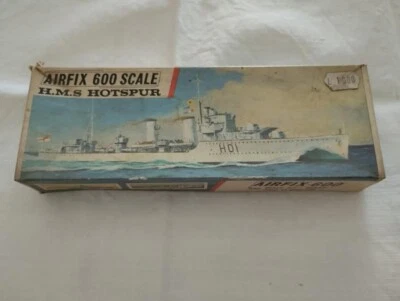 AIRFIX 600 SCALE
H.M.S HOTSPUR
H01
AIRFIX-600